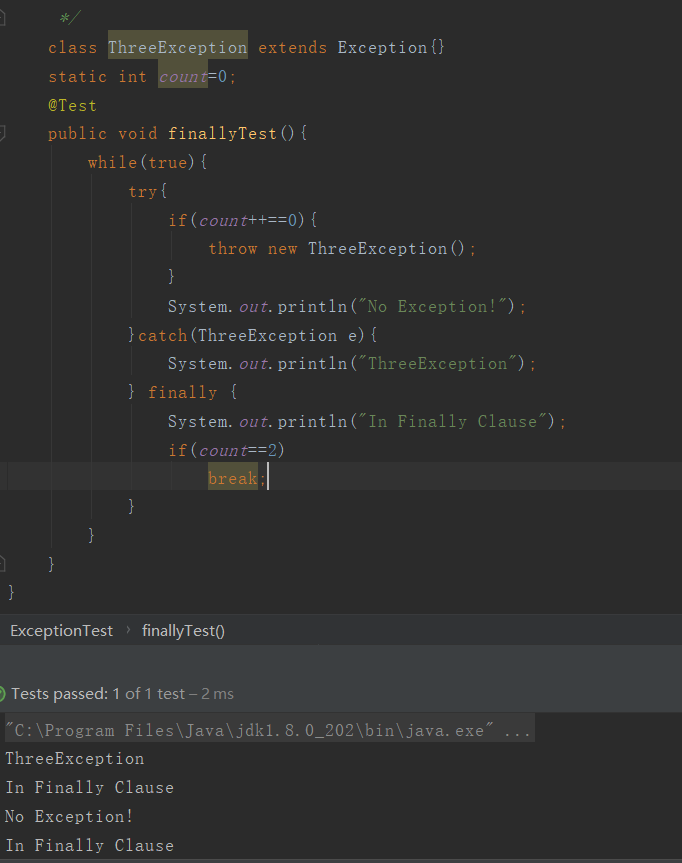 */
class ThreeException extends Exception{}
static int count=0;
@Test
public void finallyTest(){
while(true){
try{
if(count++==0){
throw new ThreeException();
}
System.out.println("No Exception!");
}catch(ThreeException e){
System.out.println("ThreeException");
} finally {
System.out.println("In Finally Clause");
if(count==2)
break;
}
}
}
}
ExceptionTest › finallyTest()
Tests passed: 1 of 1 test – 2 ms
"C:\Program Files\Java\jdk1.8.0_202\bin\java.exe" ...
ThreeException
In Finally Clause
No Exception!
In Finally Clause